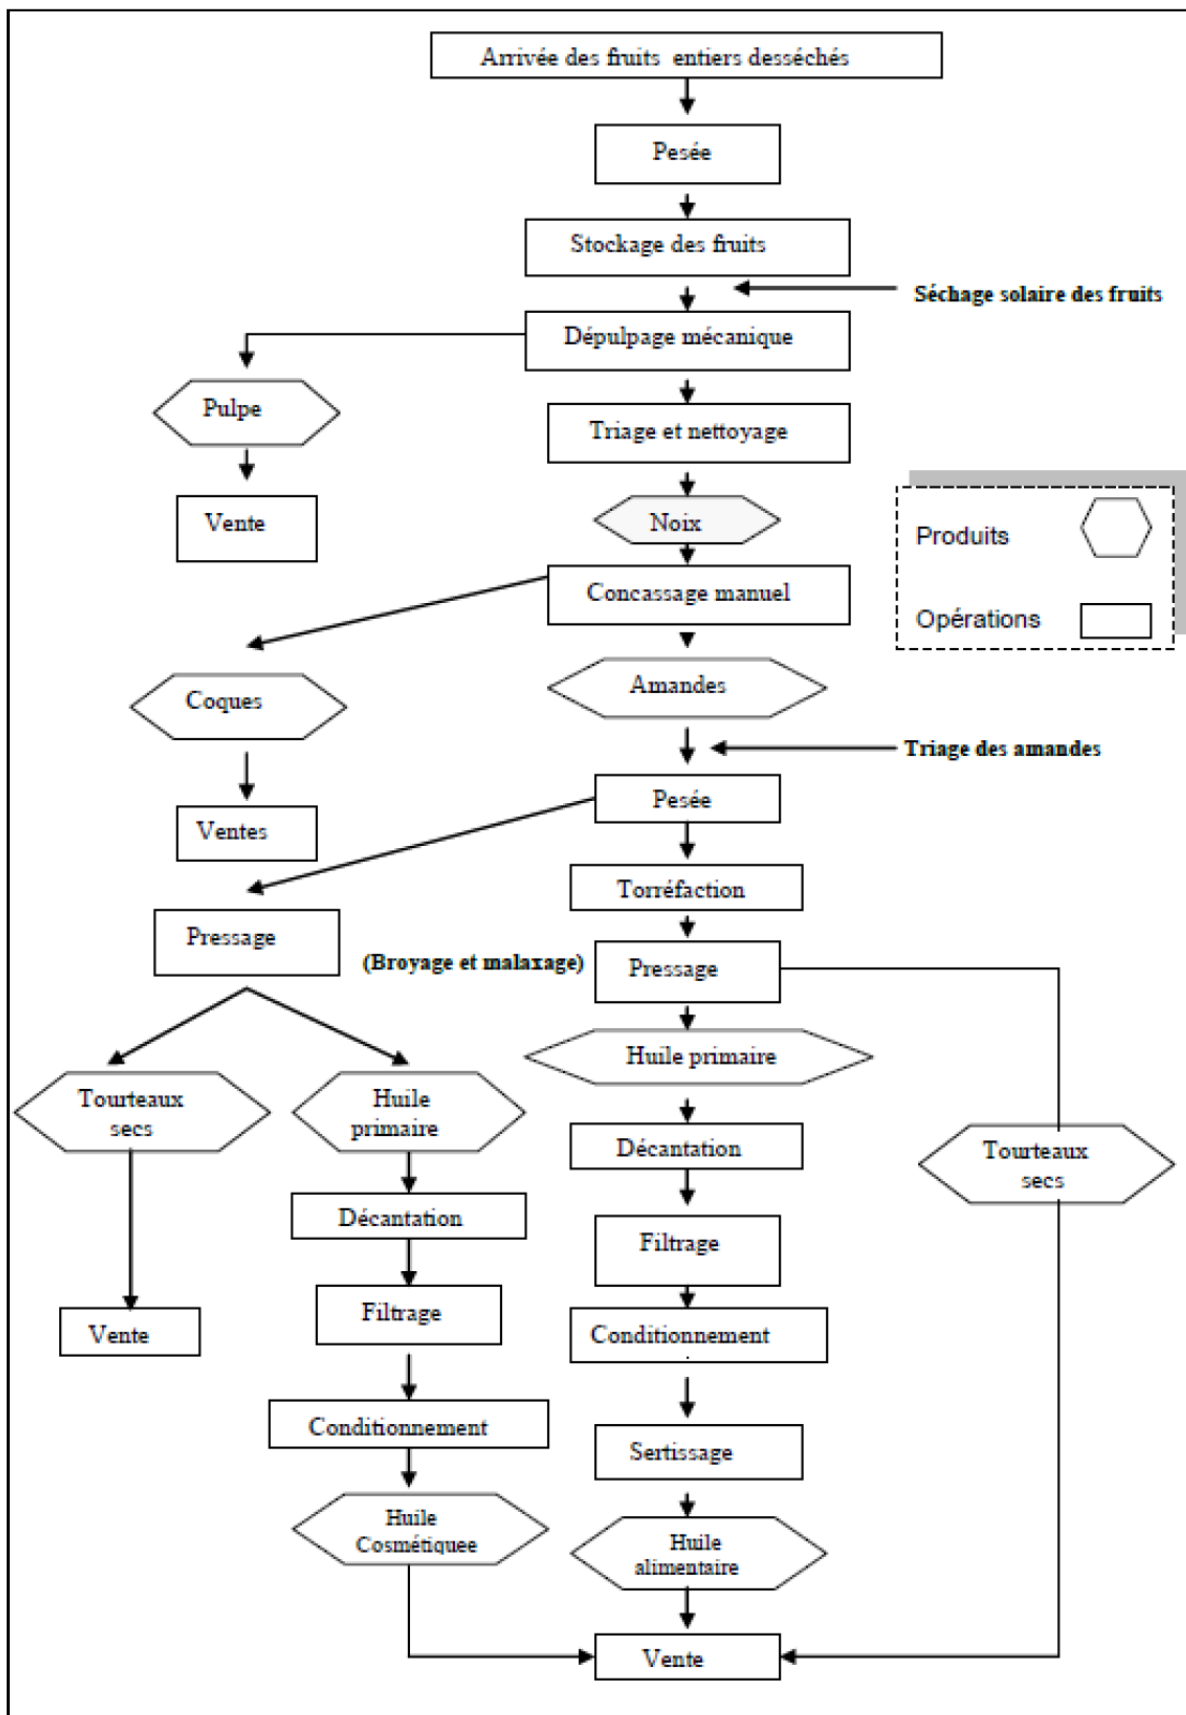 Arrivée des fruits entiers desséchés
Pesée
Stockage des fruits
Séchage solaire des fruits
Dépulpage mécanique
Pulpe
Triage et nettoyage
Vente
Noix
Produits
Opérations
Concassage manuel
Coques
Amandes
Triage des amandes
Ventes
Pesée
Torréfaction
Pressage
(Broyage et malaxage)
Pressage
Huile primaire
Tourteaux
secs
Huile
primaire
Décantation
Tourteaux
secs
Décantation
Filtrage
Vente
Filtrage
Conditionnement
Conditionnement
Sertissage
Huile
Cosmétiquee
Huile
alimentaire
Vente